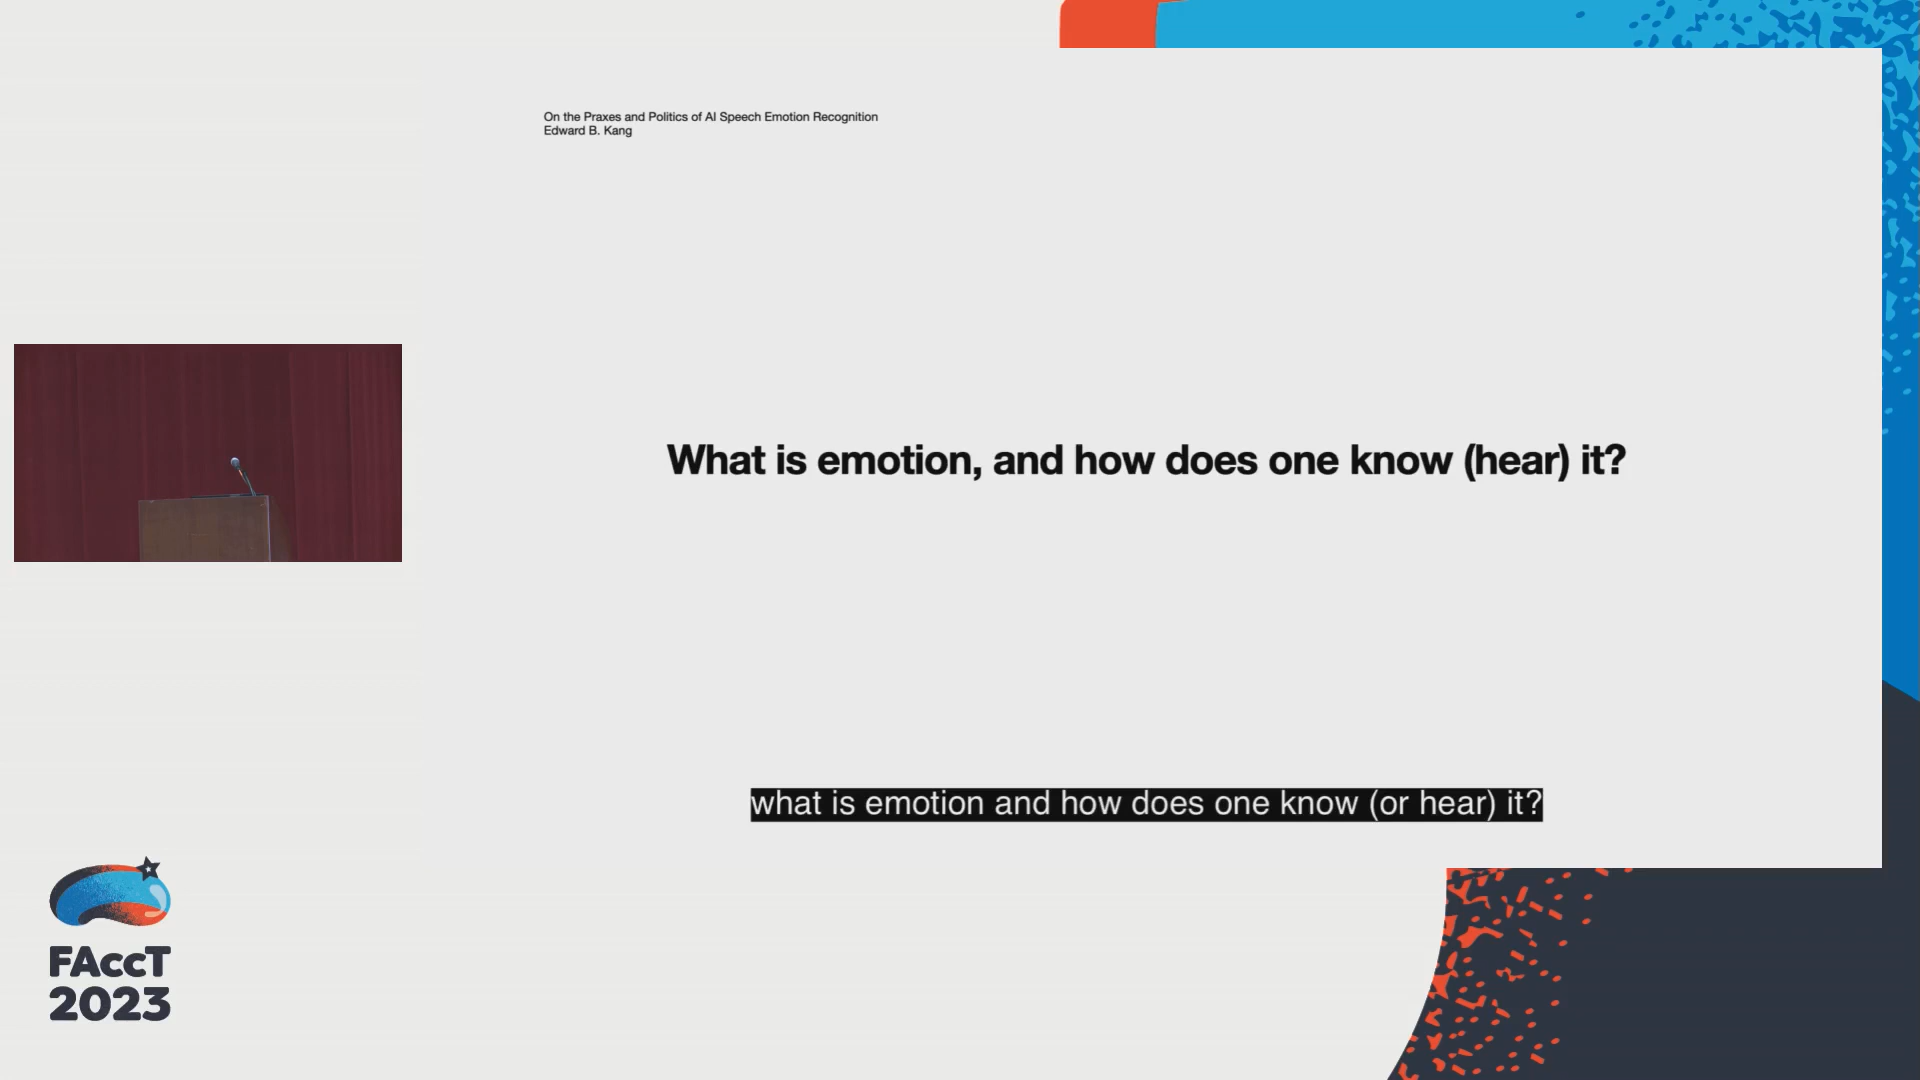 On the Praxes and Politics of AI Speech Emotion Recognition
Edward B. Kang
What is emotion, and how does one know (hear) it?
what is emotion and how does one know (or hear) it?
FAccT
2023